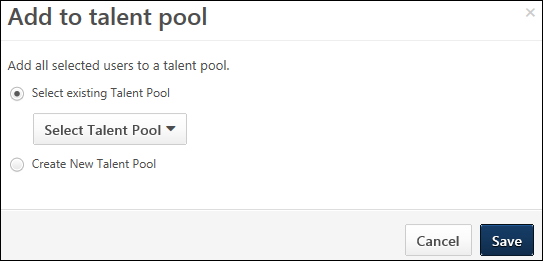 Add to talent pool
×
Add all selected users to a talent pool.
Select existing Talent Pool
Select Talent Pool
Create New Talent Pool
Cancel Save